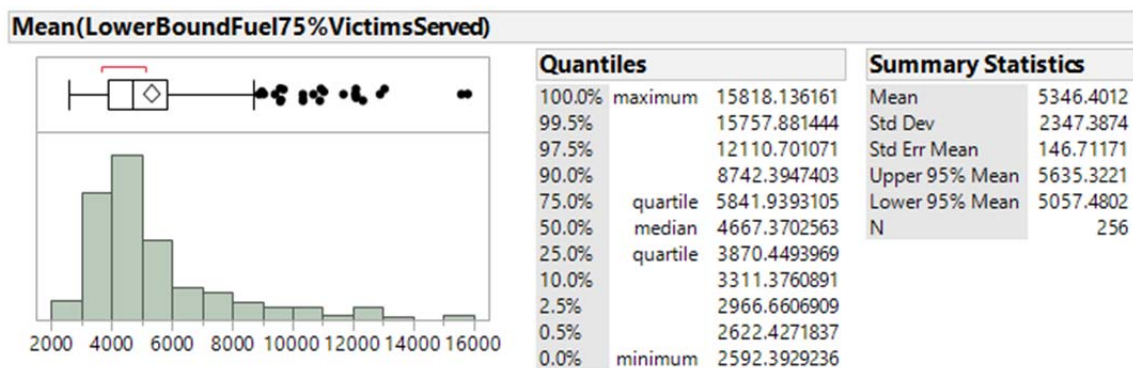 Mean(LowerBoundFuel75%VictimsServed)
2000 4000 6000 8000 10000 12000 14000 16000
Quantiles
100.0% maximum 15818.136161
99.5% 15757.881444
97.5% 12110.701071
90.0% 8742.3947403
75.0% quartile 5841.9393105
50.0% median 4667.3702563
25.0% quartile 3870.4493969
10.0% 3311.3760891
2.5% 2966.6606909
0.5% 2622.4271837
0.0% minimum 2592.3929236
Summary Statistics
Mean 5346.4012
Std Dev 2347.3874
Std Err Mean 146.71171
Upper 95% Mean 5635.3221
Lower 95% Mean 5057.4802
N 256